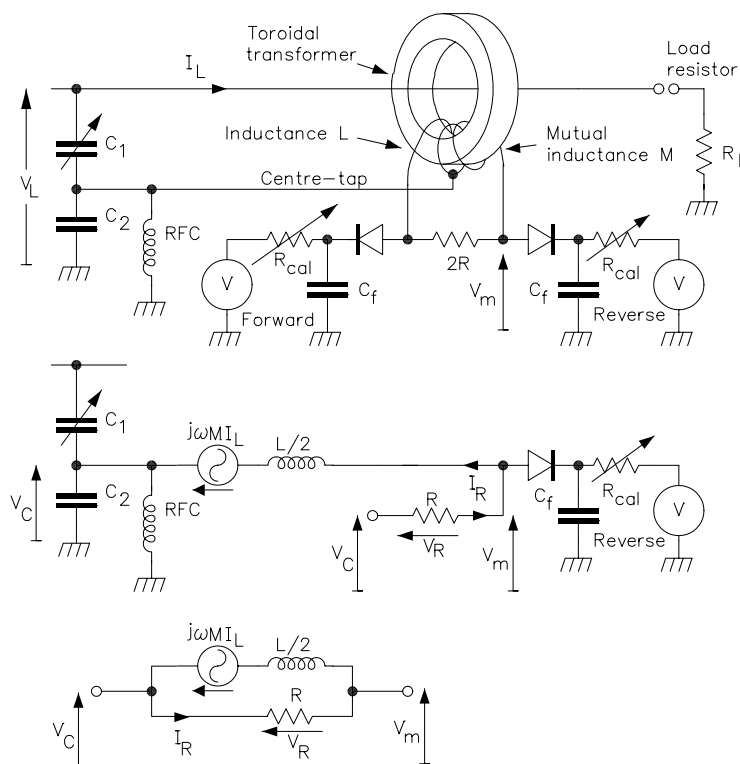 Toroidal
transformer
Load
resistor
I_L
C_1
Inductance L
Mutual
inductance M
V_L
Centre-tap
C_2
RFC
R_cal
2R
R_cal
V
C_f
V_m
C_f
V
Forward
Reverse
C_1
jωMI_L
L/2
C_2
RFC
I_R
C_f
R_cal
V_C
R
V
V_R
Reverse
V_C
V_m
jωMI_L
L/2
R
V_C
I_R
V_R
V_m